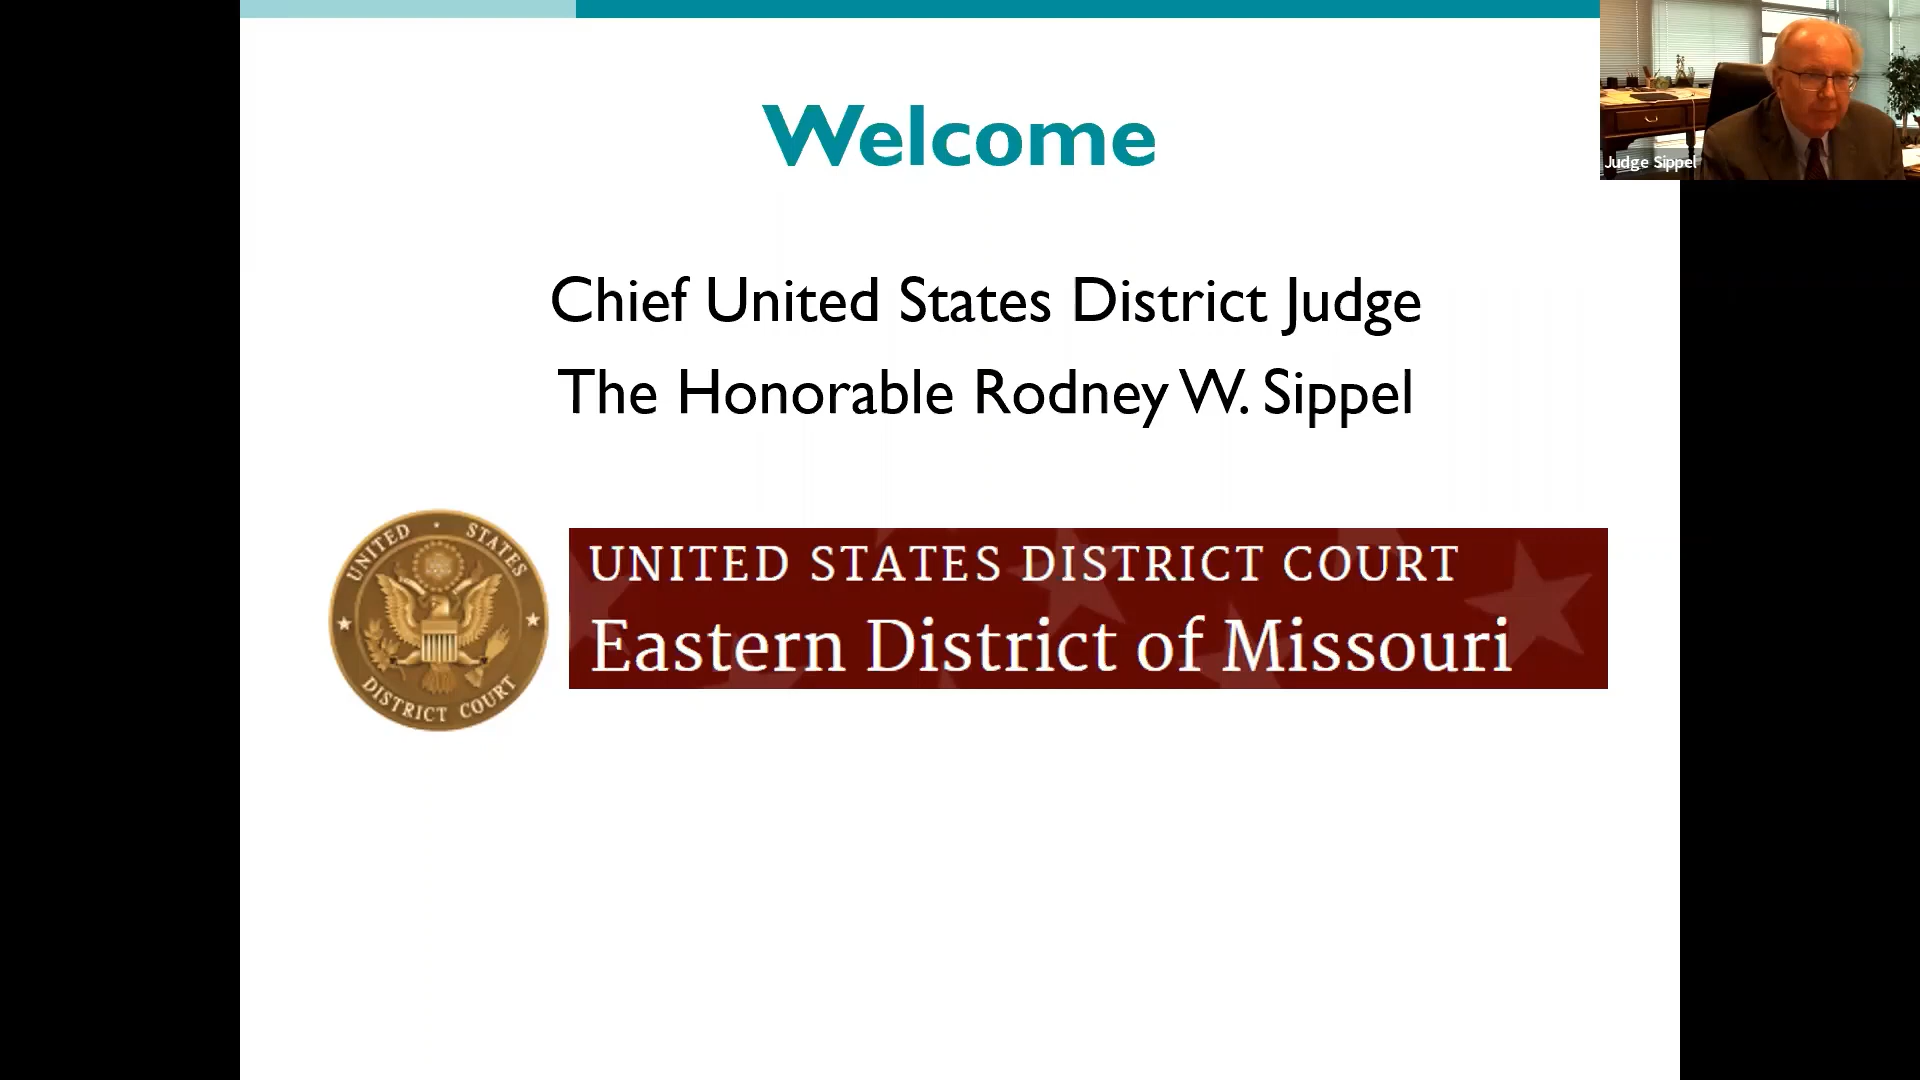 Welcome
Judge Sippel
Chief United States District Judge
The Honorable Rodney W. Sippel
UNITED STATES
DISTRICT COURT
UNITED STATES DISTRICT COURT
Eastern District of Missouri